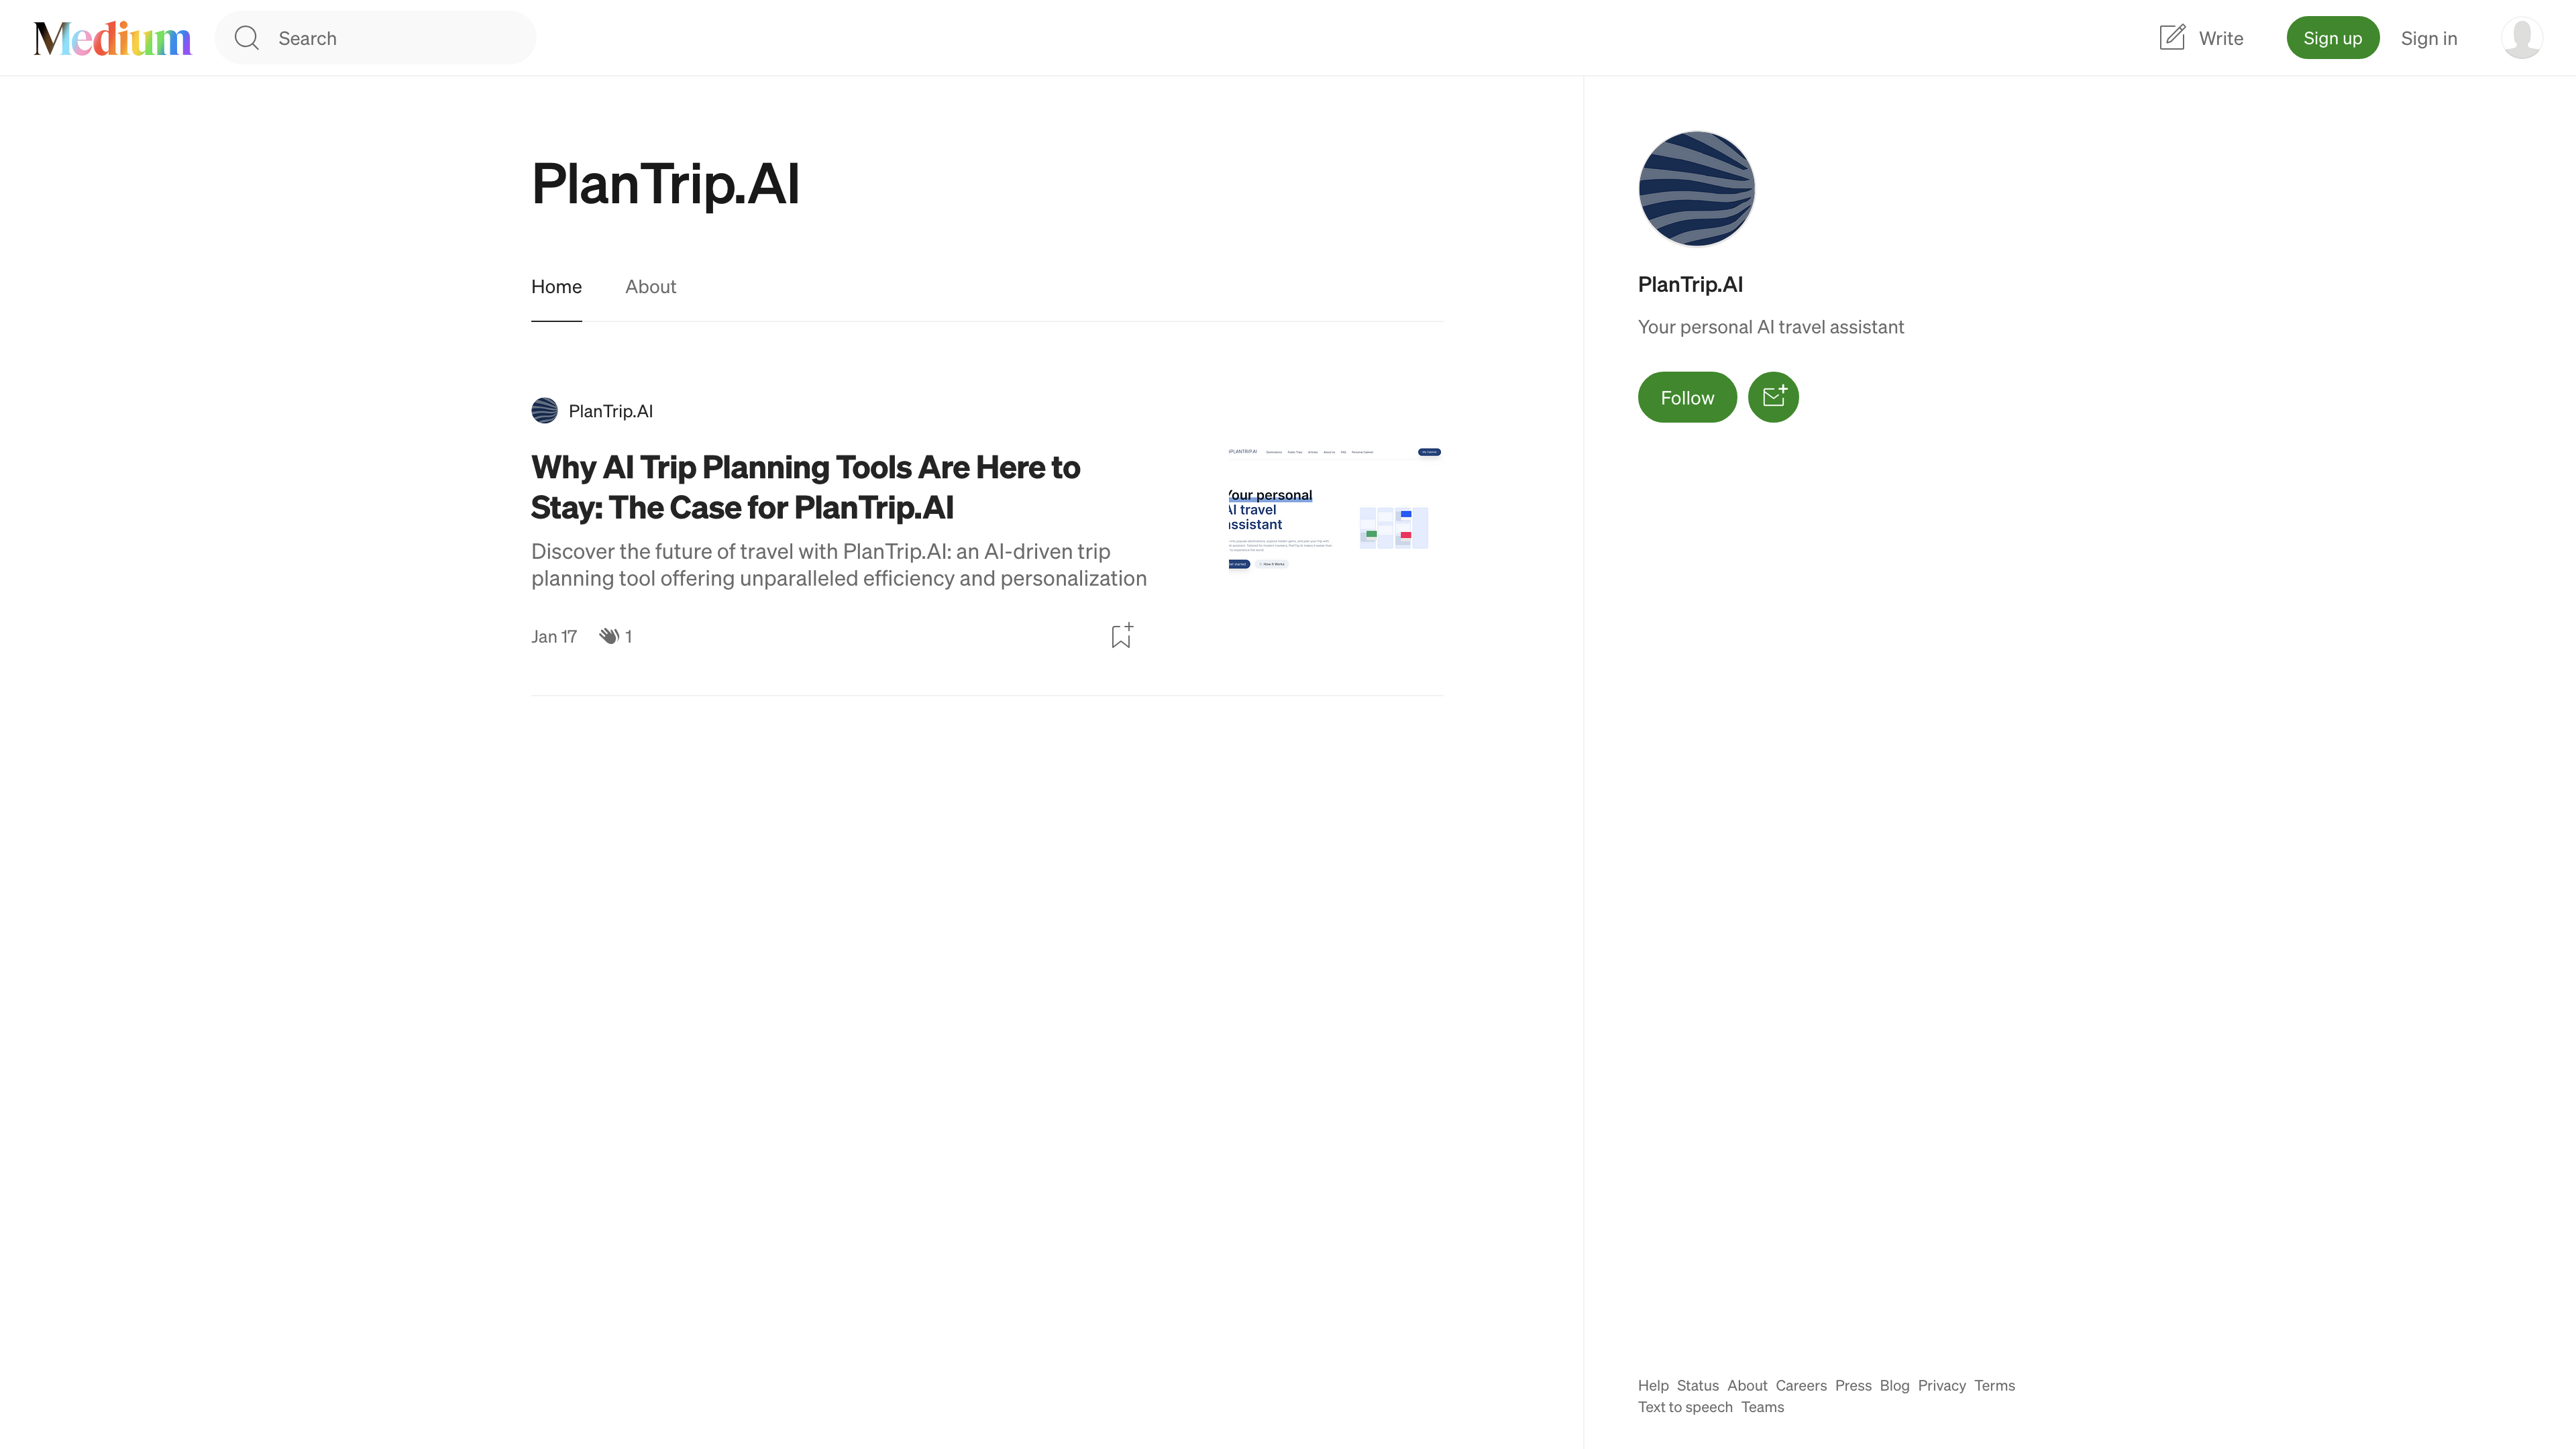 Medium
Search
Write
Sign up
Sign in
PlanTrip.AI
Home
About
PlanTrip.AI
Why AI Trip Planning Tools Are Here to
Stay: The Case for PlanTrip.AI
Discover the future of travel with PlanTrip.AI: an AI-driven trip
planning tool offering unparalleled efficiency and personalization
Jan 17
1
PLANTRIP.AI
Your personal
AI travel
assistant
How It Works
PlanTrip.AI
Your personal AI travel assistant
Follow
Help Status About Careers Press Blog Privacy Terms
Text to speech Teams